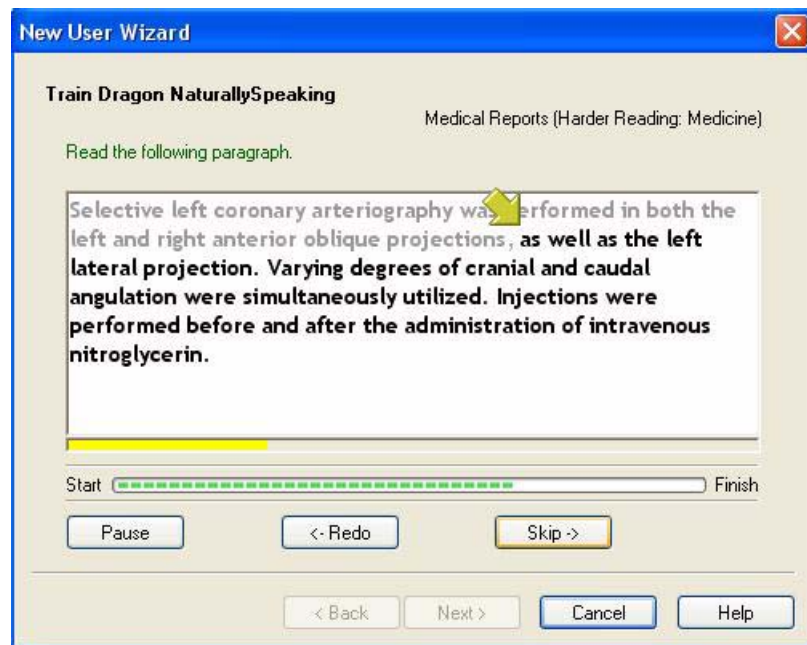 New User Wizard
Train Dragon NaturallySpeaking
Medical Reports (Harder Reading: Medicine)
Read the following paragraph.
Selective left coronary arteriography was performed in both the
left and right anterior oblique projections, as well as the left
lateral projection. Varying degrees of cranial and caudal
angulation were simultaneously utilized. Injections were
performed before and after the administration of intravenous
nitroglycerin.
Start Finish
Pause <- Redo Skip ->
< Back Next > Cancel Help